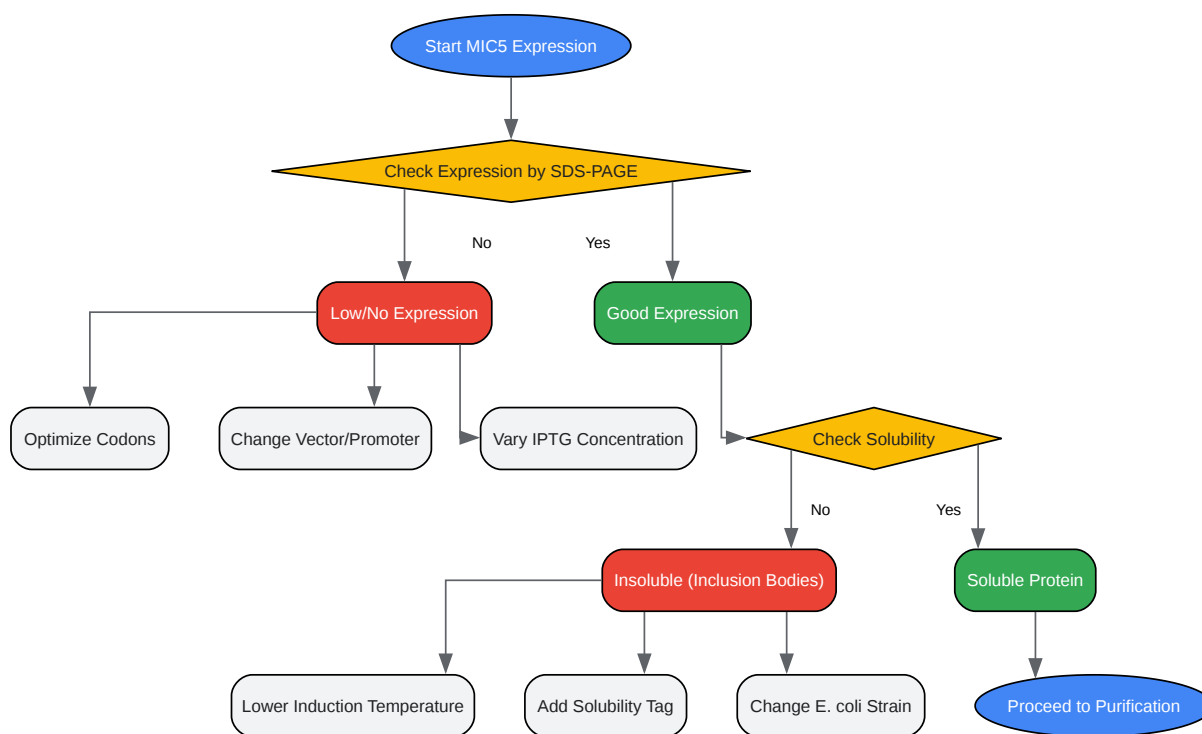 Start MIC5 Expression
Check Expression by SDS-PAGE
No
Yes
Low/No Expression
Good Expression
Optimize Codons
Change Vector/Promoter
Vary IPTG Concentration
Check Solubility
No
Yes
Insoluble (Inclusion Bodies)
Soluble Protein
Lower Induction Temperature
Add Solubility Tag
Change E. coli Strain
Proceed to Purification